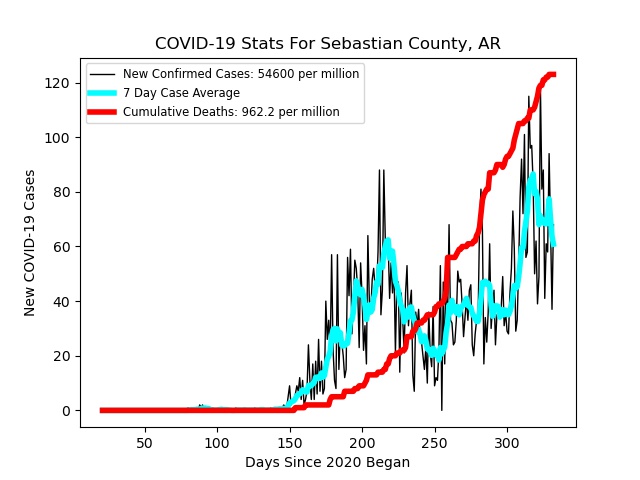 COVID-19 Stats For Sebastian County, AR
New Confirmed Cases: 54600 per million
7 Day Case Average
Cumulative Deaths: 962.2 per million
New COVID-19 Cases
120
100
80
60
40
20
0
50 100 150 200 250 300
Days Since 2020 Began